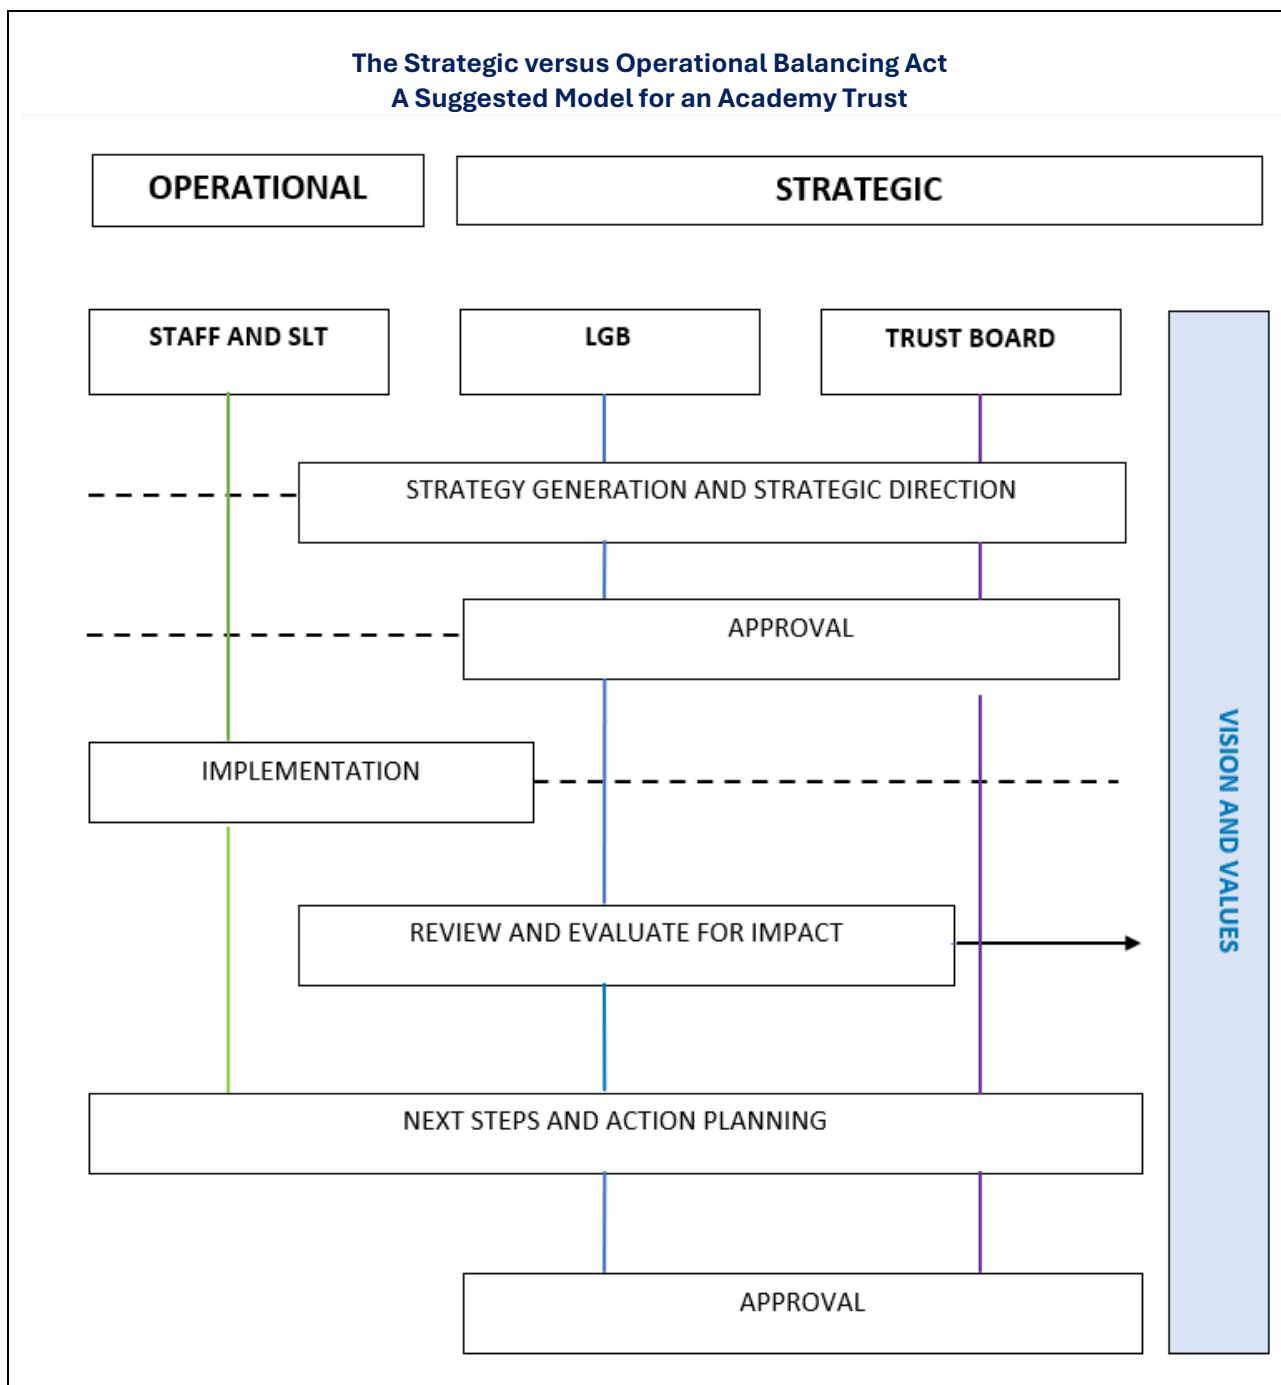 The Strategic versus Operational Balancing Act
A Suggested Model for an Academy Trust
OPERATIONAL
STRATEGIC
STAFF AND SLT
LGB
TRUST BOARD
STRATEGY GENERATION AND STRATEGIC DIRECTION
APPROVAL
IMPLEMENTATION
REVIEW AND EVALUATE FOR IMPACT
NEXT STEPS AND ACTION PLANNING
APPROVAL
VISION AND VALUES